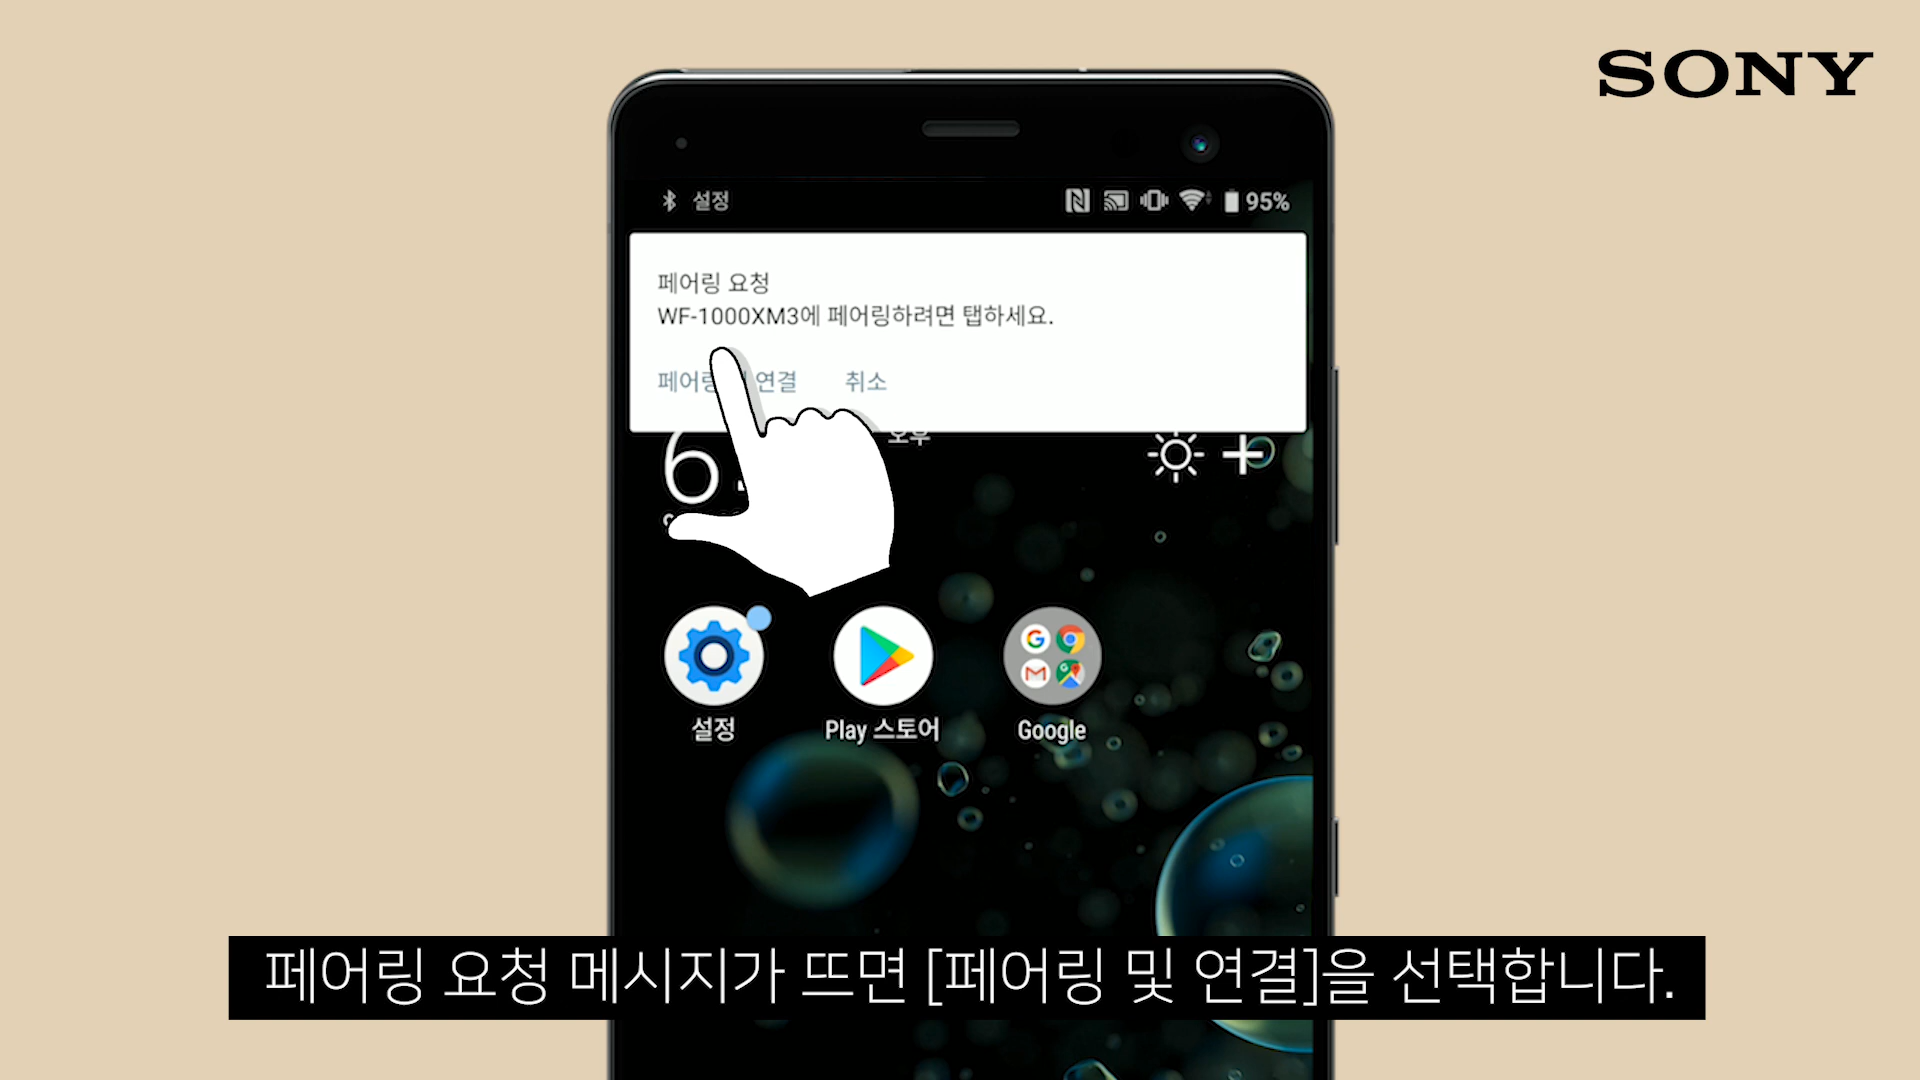 SONY
설정
95%
페어링 요청
WF-1000XM3에 페어링하려면 탭하세요.
연결 취소
6
오후
설정
Play 스토어
Google
페어링 요청 메시지가 뜨면 [페어링 및 연결]을 선택합니다.